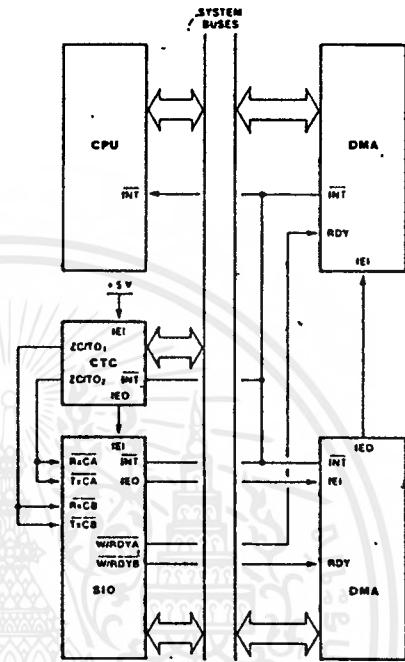 SYSTEM
BUSES
CPU
DMA
INT
INT
RDY
IEI
+5V
IEI
ZC/TO1
CTC
ZC/TO2
INT
IEO
IEI
IEO
RxCA
INT
INT
TxCA
IEO
IEI
RxCB
TxCB
W/RDYA
W/RDYB
RDY
SIO
DMA